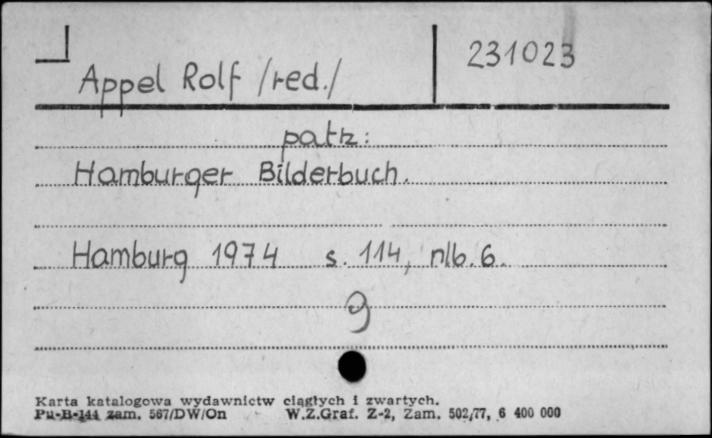 231023
Appel Rolf /red./
patrz:
Hamburger Bilderbuch.
Hamburg 1974 s. 114, nlb. 6.
9
Karta katalogowa wydawnictw ciągłych i zwartych.
Pu-B-144 zam. 567/DW/On W.Z.Graf. Z-2, Zam. 502/77, 6 400 000